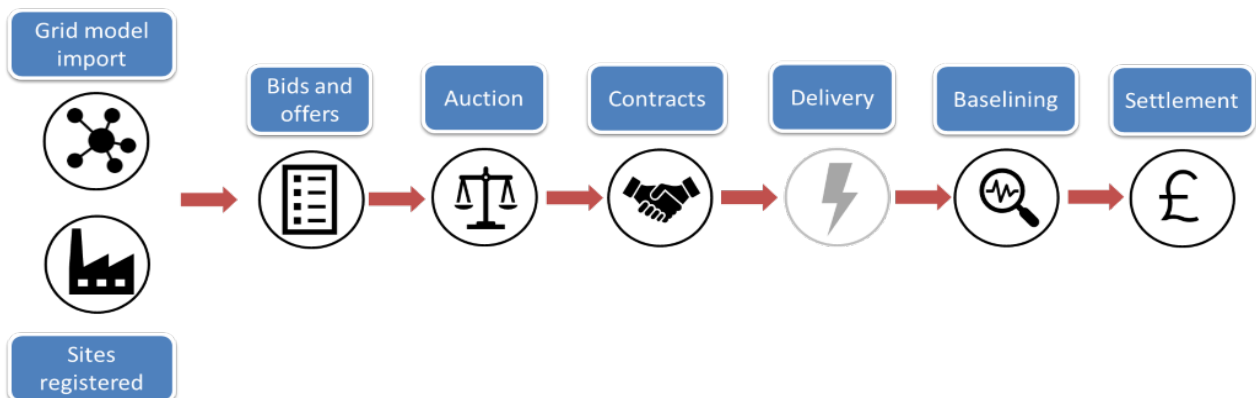 Grid model
import
Bids and
offers
Auction
Contracts
Delivery
Baselining
Settlement
£
Sites
registered